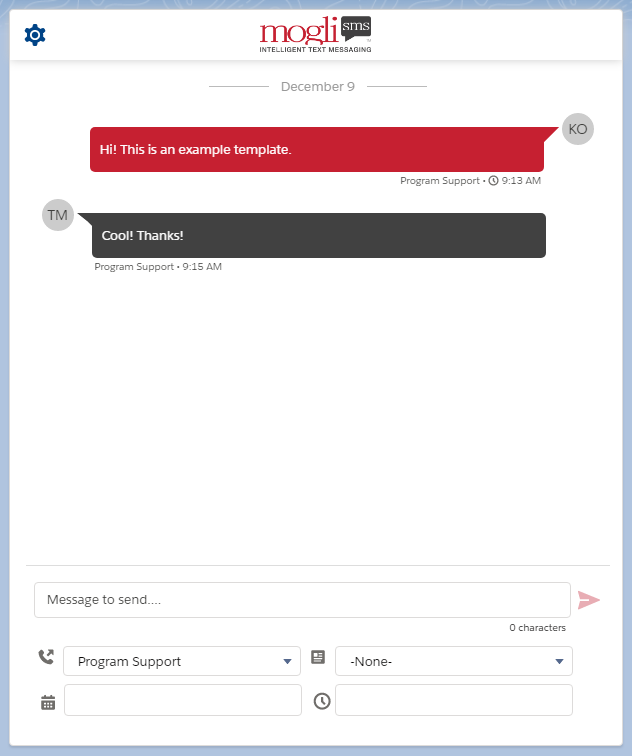 mogli sms
INTELLIGENT TEXT MESSAGING
December 9
KO
Hi! This is an example template.
Program Support • 9:13 AM
TM
Cool! Thanks!
Program Support • 9:15 AM
Message to send....
0 characters
Program Support
-None-